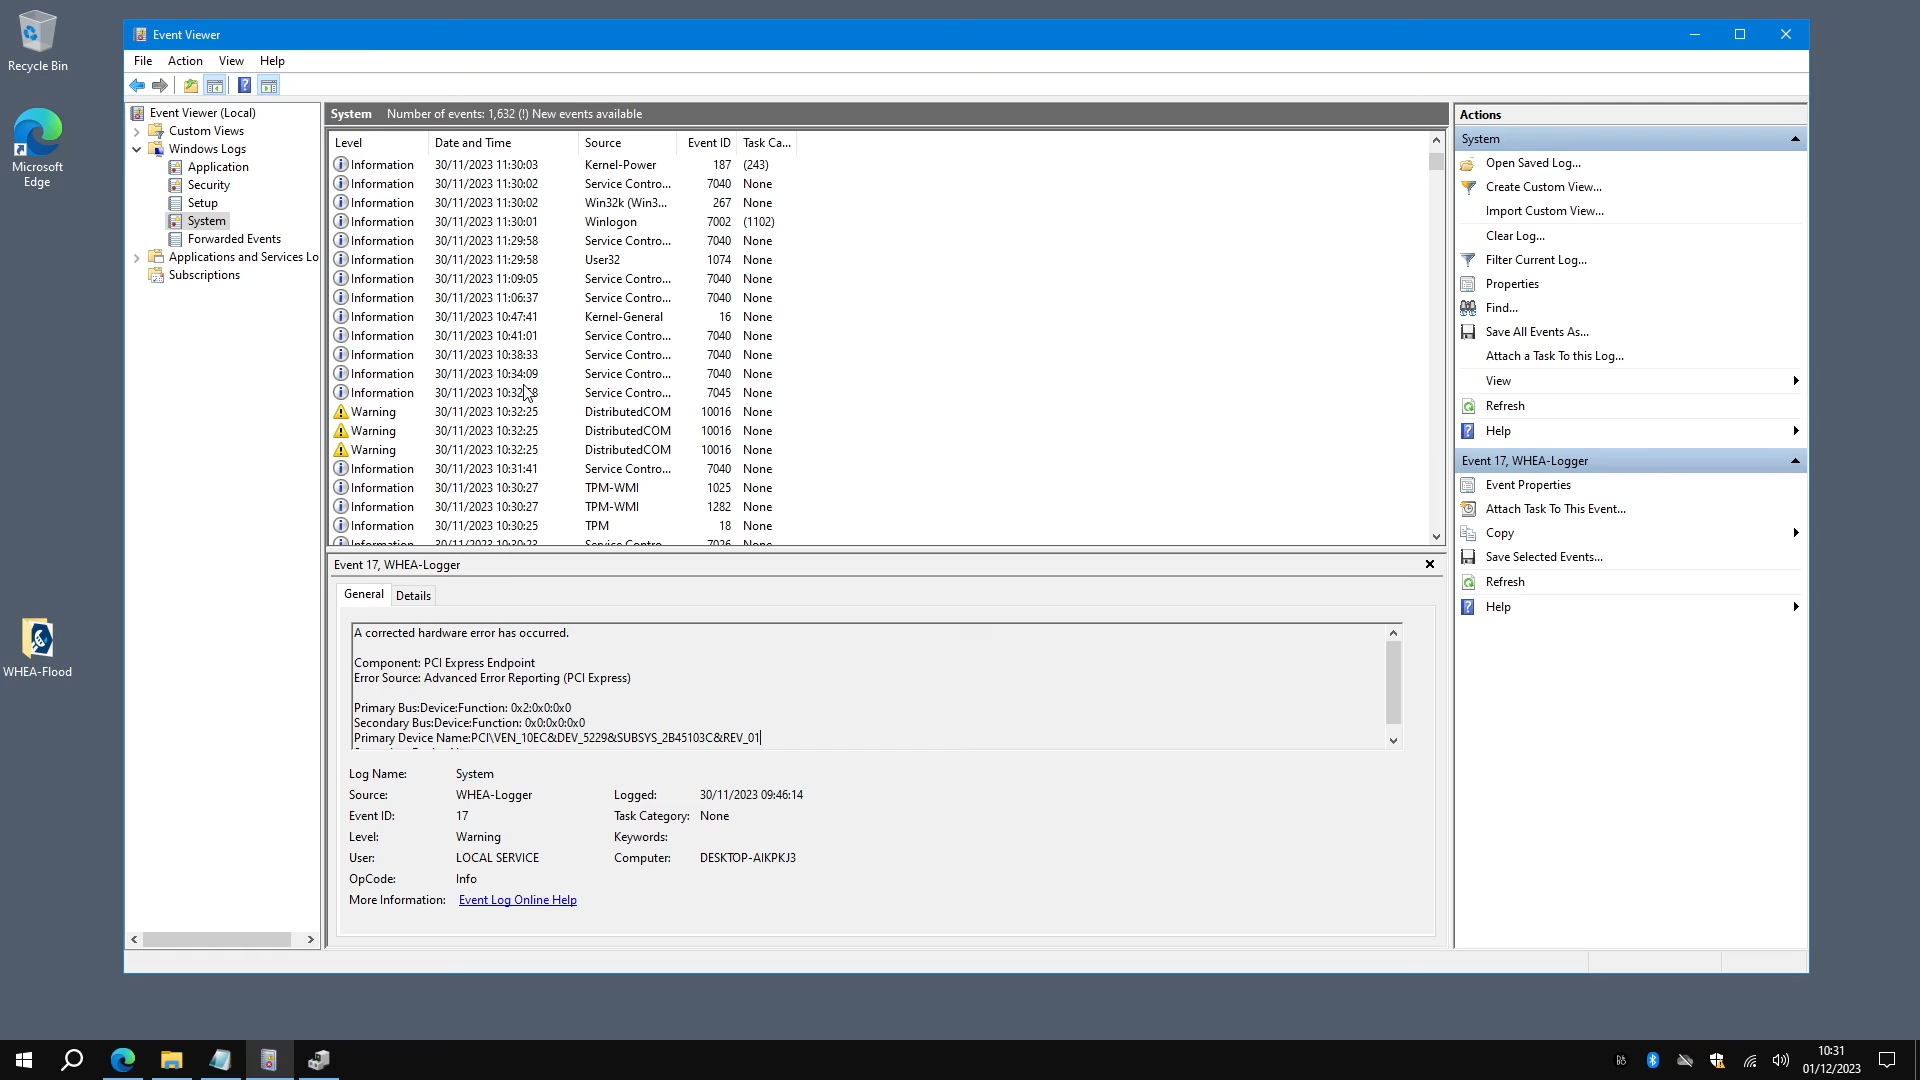 Recycle Bin
Microsoft
Edge
WHEA-Flood
Event Viewer
File Action View Help
Event Viewer (Local)
Custom Views
Windows Logs
Application
Security
Setup
System
Forwarded Events
Applications and Services Lo
Subscriptions
System Number of events: 1,632 (!) New events available
Level Date and Time Source Event ID Task Ca...
Information 30/11/2023 11:30:03 Kernel-Power 187 (243)
Information 30/11/2023 11:30:02 Service Contro... 7040 None
Information 30/11/2023 11:30:02 Win32k (Win3... 267 None
Information 30/11/2023 11:30:01 Winlogon 7002 (1102)
Information 30/11/2023 11:29:58 Service Contro... 7040 None
Information 30/11/2023 11:29:58 User32 1074 None
Information 30/11/2023 11:09:05 Service Contro... 7040 None
Information 30/11/2023 11:06:37 Service Contro... 7040 None
Information 30/11/2023 10:47:41 Kernel-General 16 None
Information 30/11/2023 10:41:01 Service Contro... 7040 None
Information 30/11/2023 10:38:33 Service Contro... 7040 None
Information 30/11/2023 10:34:09 Service Contro... 7040 None
Information 30/11/2023 Service Contro... 7045 None
Warning 30/11/2023 10:32:25 DistributedCOM 10016 None
Warning 30/11/2023 10:32:25 DistributedCOM 10016 None
Warning 30/11/2023 10:32:25 DistributedCOM 10016 None
Information 30/11/2023 10:31:41 Service Contro... 7040 None
Information 30/11/2023 10:30:27 TPM-WMI 1025 None
Information 30/11/2023 10:30:27 TPM-WMI 1282 None
Information 30/11/2023 10:30:25 TPM 18 None
Information 30/11/2023 10:30:23 Service Contro... 7026 None
Event 17, WHEA-Logger
General Details
A corrected hardware error has occurred.
Component: PCI Express Endpoint
Error Source: Advanced Error Reporting (PCI Express)
Primary Bus:Device:Function: 0x2:0x0:0x0
Secondary Bus:Device:Function: 0x0:0x0:0x0
Primary Device Name:PCI\VEN_10EC&DEV_5229&SUBSYS_2B45103C&REV_01
Log Name: System
Source: WHEA-Logger Logged: 30/11/2023 09:46:14
Event ID: 17 Task Category: None
Level: Warning Keywords:
User: LOCAL SERVICE Computer: DESKTOP-AIKPKJ3
OpCode: Info
More Information: Event Log Online Help
Actions
System
Open Saved Log...
Create Custom View...
Import Custom View...
Clear Log...
Filter Current Log...
Properties
Find...
Save All Events As...
Attach a Task To this Log...
View
Refresh
Help
Event 17, WHEA-Logger
Event Properties
Attach Task To This Event...
Copy
Save Selected Events...
Refresh
Help
10:31
01/12/2023